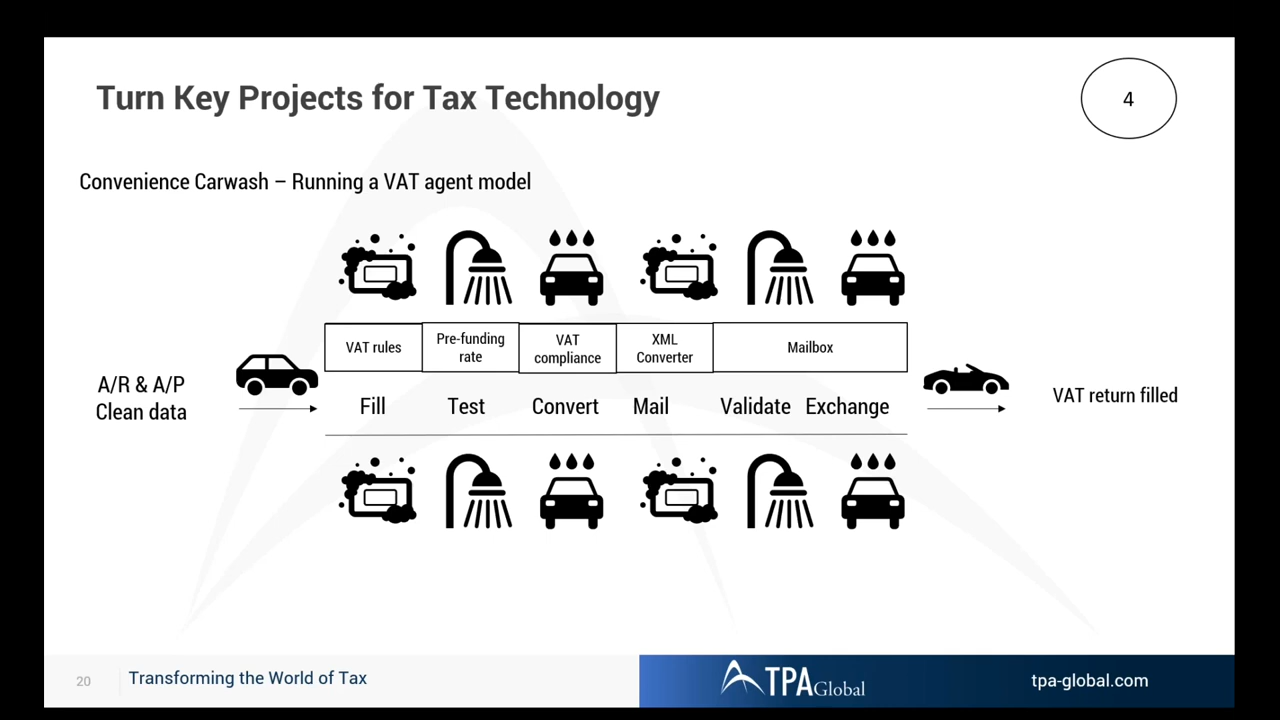 Turn Key Projects for Tax Technology
4
Convenience Carwash – Running a VAT agent model
VAT rules
Pre-funding
rate
VAT
compliance
XML
Converter
Mailbox
A/R & A/P
Clean data
Fill
Test
Convert
Mail
Validate
Exchange
VAT return filled
20
Transforming the World of Tax
TPA Global
tpa-global.com